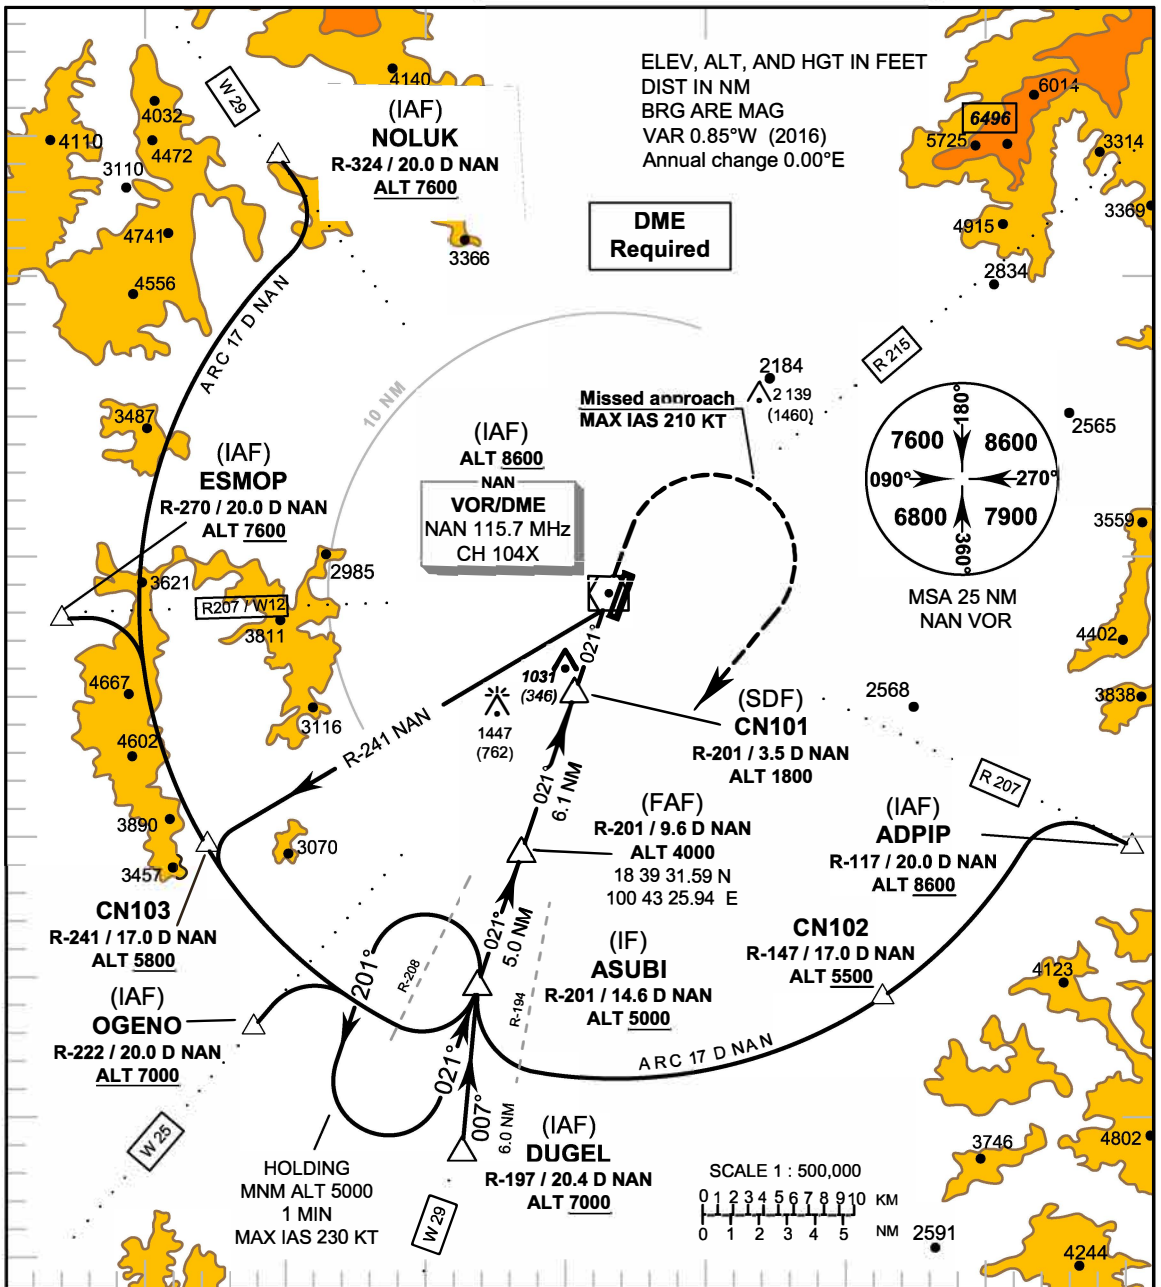 ELEV, ALT, AND HGT IN FEET
DIST IN NM
BRG ARE MAG
VAR 0.85°W (2016)
Annual change 0.00°E
DME
Required
W 29
4140
4032
4110
4472
3110
4741
4556
(IAF)
NOLUK
R-324 / 20.0 D NAN
ALT 7600
3366
6014
6496
5725
3314
3369
4915
2834
R 215
ARC 17 D NAN
10 NM
2184
2 139
(1460)
Missed approach
MAX IAS 210 KT
2565
180°
7600
8600
090°
270°
6800
7900
360°
MSA 25 NM
NAN VOR
3487
(IAF)
ESMOP
R-270 / 20.0 D NAN
ALT 7600
(IAF)
ALT 8600
NAN
VOR/DME
NAN 115.7 MHz
CH 104X
3559
2985
3621
R207 / W12
3811
4402
3838
4667
3116
4602
R-241 NAN
021°
1031
(346)
1447
(762)
(SDF)
CN101
R-201 / 3.5 D NAN
ALT 1800
2568
R 207
021°
6.1 NM
(FAF)
R-201 / 9.6 D NAN
ALT 4000
18 39 31.59 N
100 43 25.94 E
(IAF)
ADPIP
R-117 / 20.0 D NAN
ALT 8600
3890
3070
3457
CN103
R-241 / 17.0 D NAN
ALT 5800
CN102
R-147 / 17.0 D NAN
ALT 5500
021°
5.0 NM
R-208
R-194
201°
(IF)
ASUBI
R-201 / 14.6 D NAN
ALT 5000
4123
(IAF)
OGENO
R-222 / 20.0 D NAN
ALT 7000
ARC 17 D NAN
021°
007°
6.0 NM
W 25
(IAF)
DUGEL
R-197 / 20.4 D NAN
ALT 7000
HOLDING
MNM ALT 5000
1 MIN
MAX IAS 230 KT
W 29
3746
4802
SCALE 1 : 500,000
0 1 2 3 4 5 6 7 8 9 10 KM
0 1 2 3 4 5 NM
2591
4244